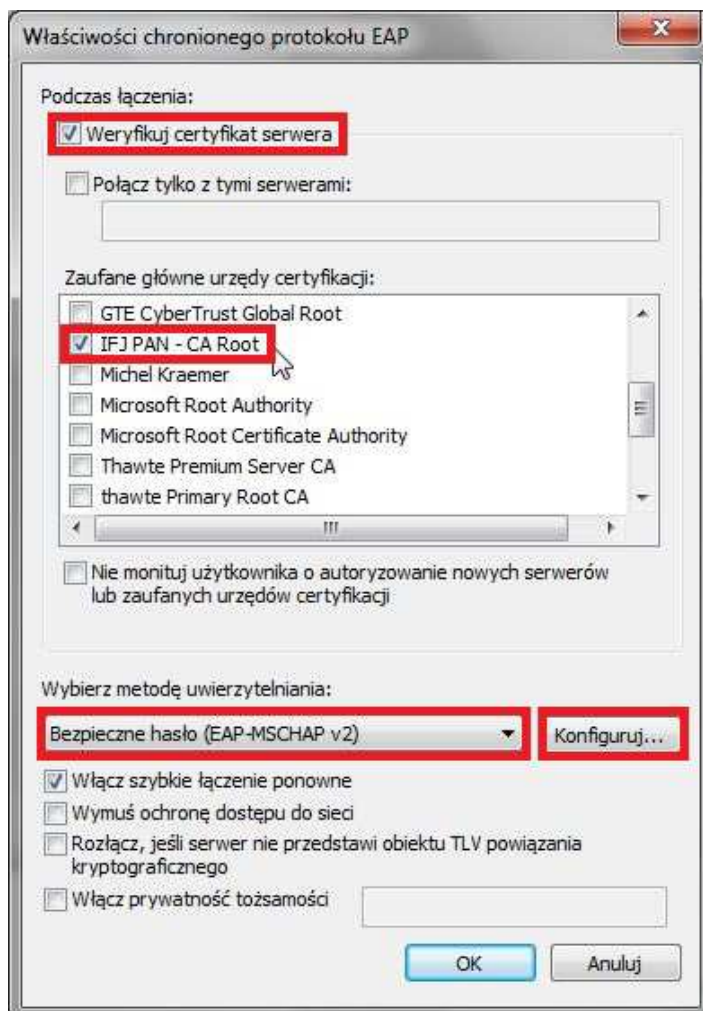 Właściwości chronionego protokołu EAP
Podczas łączenia:
Weryfikuj certyfikat serwera
Połącz tylko z tymi serwerami:
Zaufane główne urzędy certyfikacji:
GTE CyberTrust Global Root
IFJ PAN - CA Root
Michel Kraemer
Microsoft Root Authority
Microsoft Root Certificate Authority
Thawte Premium Server CA
thawte Primary Root CA
Nie monituj użytkownika o autoryzowanie nowych serwerów
lub zaufanych urzędów certyfikacji
Wybierz metodę uwierzytelniania:
Bezpieczne hasło (EAP-MSCHAP v2) Konfiguruj...
Włącz szybkie łączenie ponowne
Wymuś ochronę dostępu do sieci
Rozłącz, jeśli serwer nie przedstawi obiektu TLV powiązania
kryptograficznego
Włącz prywatność tożsamości
OK Anuluj